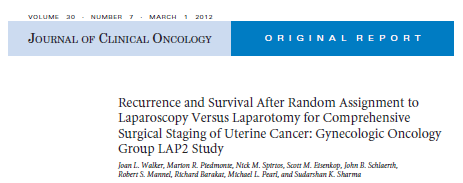 VOLUME 30 · NUMBER 7 · MARCH 1 2012
JOURNAL OF CLINICAL ONCOLOGY
ORIGINAL REPORT
Recurrence and Survival After Random Assignment to
Laparoscopy Versus Laparotomy for Comprehensive
Surgical Staging of Uterine Cancer: Gynecologic Oncology
Group LAP2 Study
Joan L. Walker, Marion R. Piedmonte, Nick M. Spirtos, Scott M. Eisenkop, John B. Schlaerth,
Robert S. Mannel, Richard Barakat, Michael L. Pearl, and Sudarshan K. Sharma